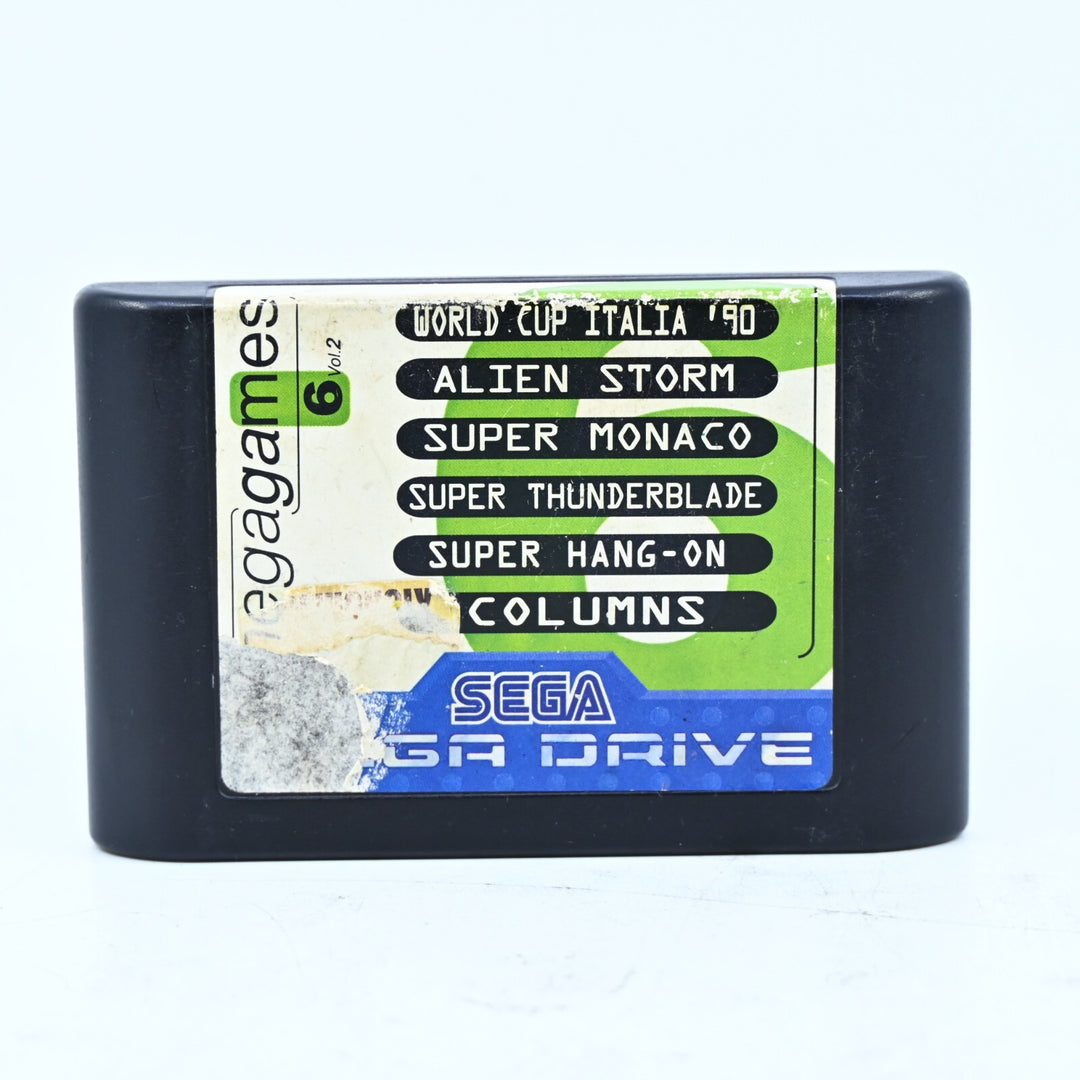 WORLD CUP ITALIA '90
ALIEN STORM
SUPER MONACO
SUPER THUNDERBLADE
SUPER HANG-ON
COLUMNS
egagames
6
Vol.2
SEGA
GA DRIVE